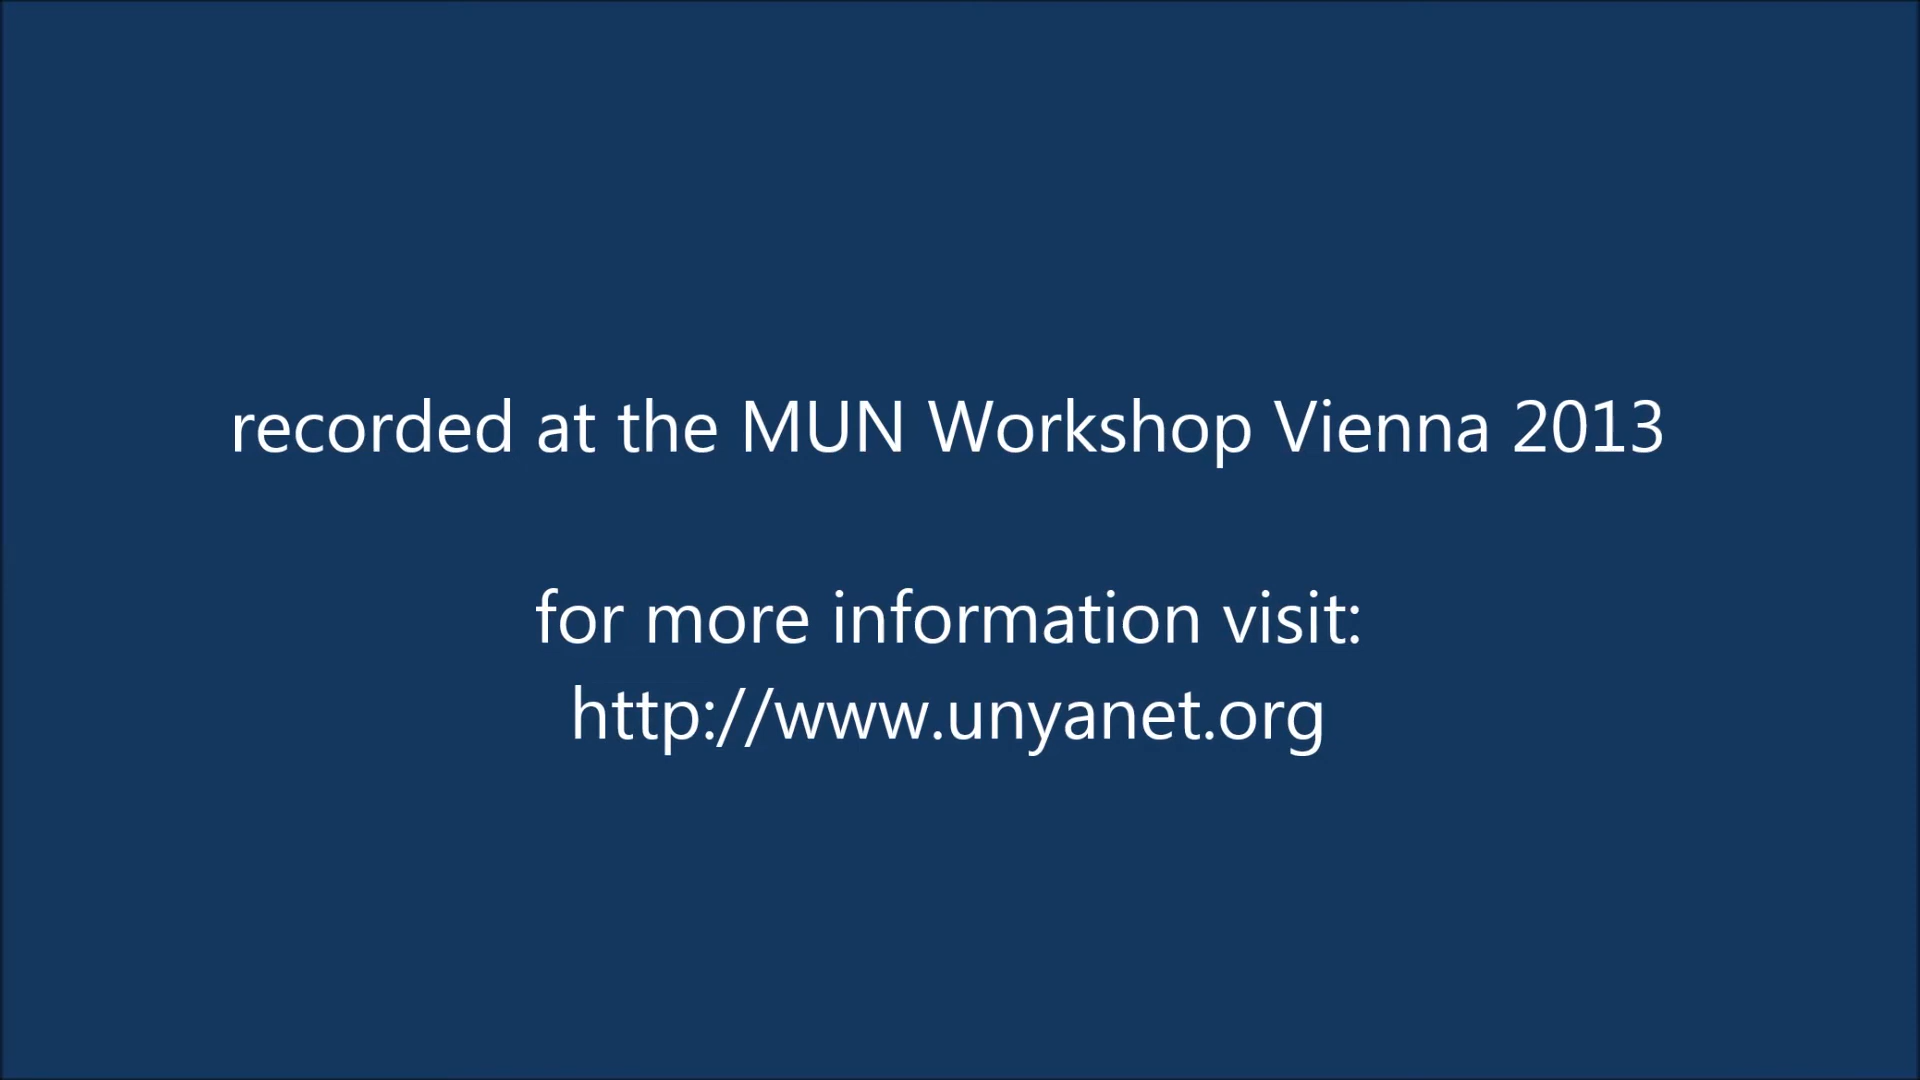 recorded at the MUN Workshop Vienna 2013
for more information visit:
http://www.unyanet.org